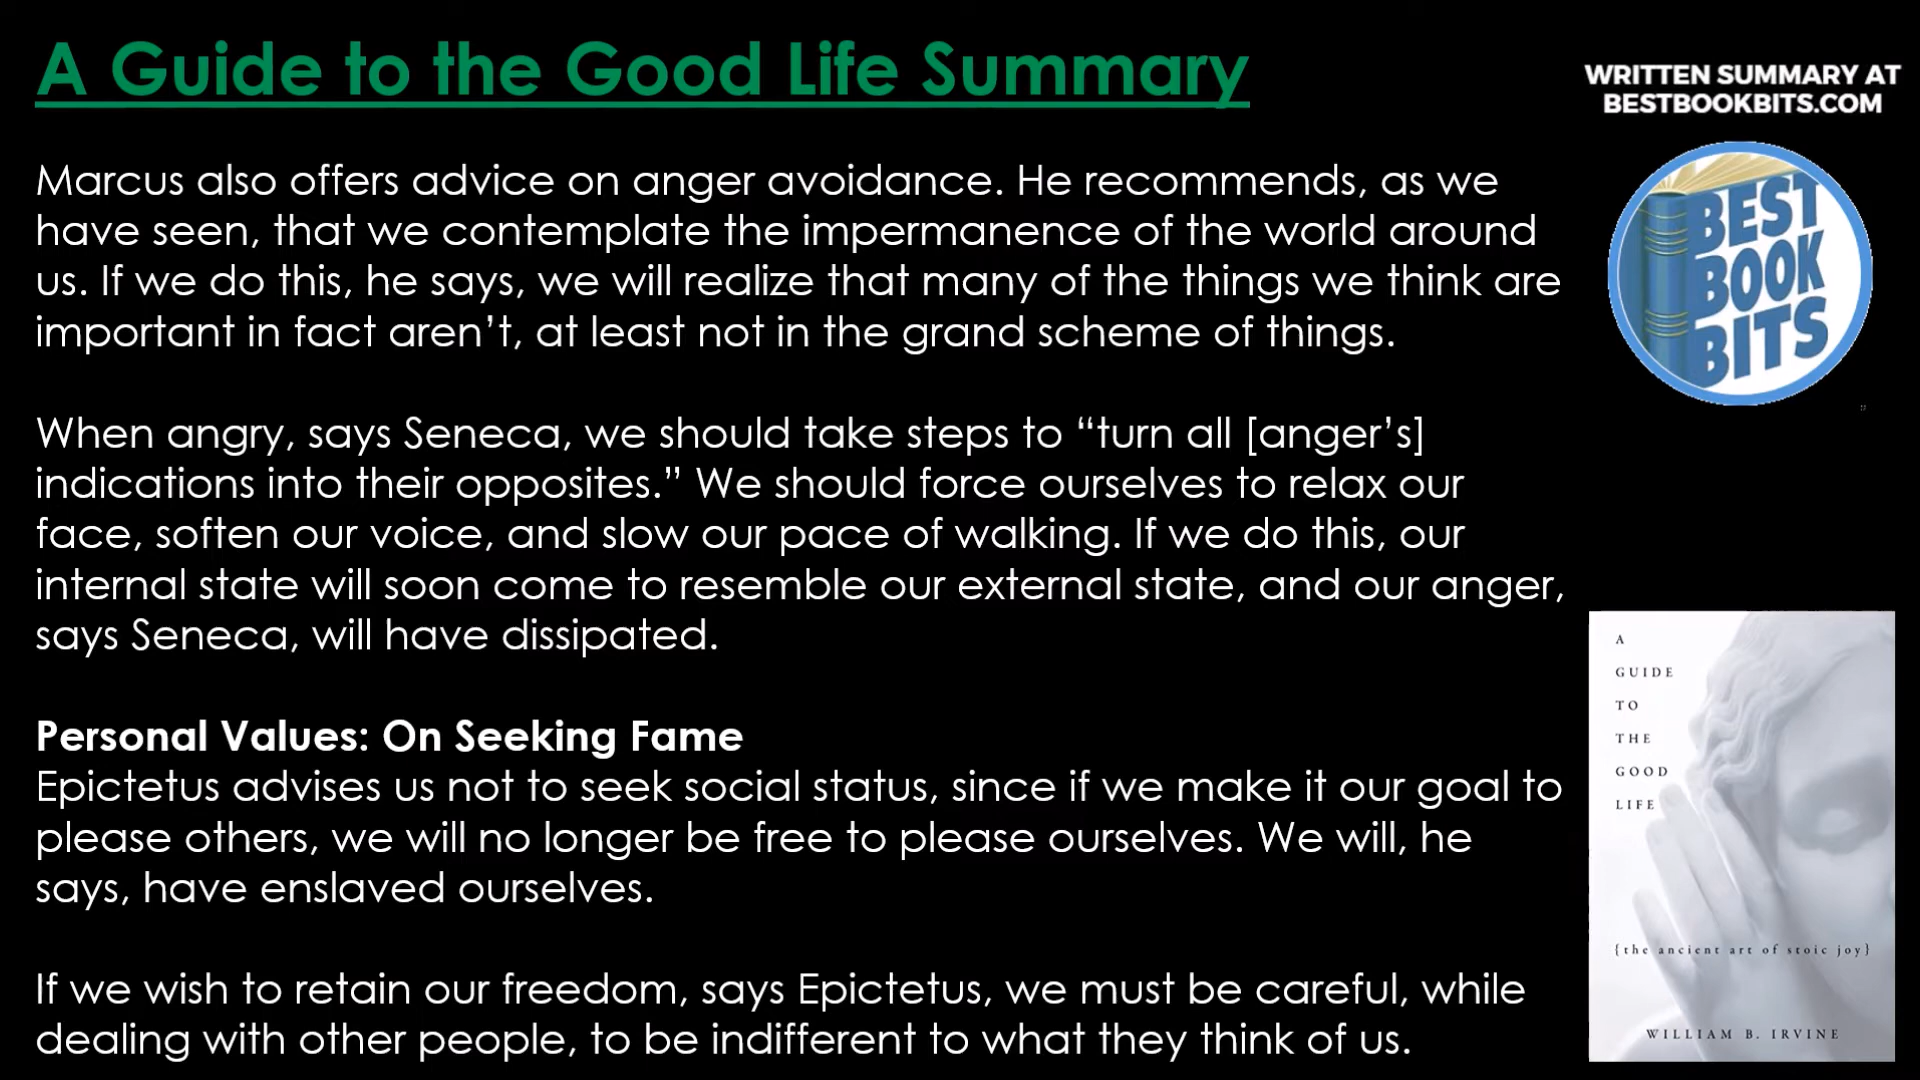 A Guide to the Good Life Summary
WRITTEN SUMMARY AT
BESTBOOKBITS.COM
Marcus also offers advice on anger avoidance. He recommends, as we
have seen, that we contemplate the impermanence of the world around
us. If we do this, he says, we will realize that many of the things we think are
important in fact aren’t, at least not in the grand scheme of things.
When angry, says Seneca, we should take steps to “turn all [anger’s]
indications into their opposites.” We should force ourselves to relax our
face, soften our voice, and slow our pace of walking. If we do this, our
internal state will soon come to resemble our external state, and our anger,
says Seneca, will have dissipated.
Personal Values: On Seeking Fame
Epictetus advises us not to seek social status, since if we make it our goal to
please others, we will no longer be free to please ourselves. We will, he
says, have enslaved ourselves.
If we wish to retain our freedom, says Epictetus, we must be careful, while
dealing with other people, to be indifferent to what they think of us.
BEST
BOOK
BITS
A
GUIDE
TO
THE
GOOD
LIFE
{the ancient art of stoic joy}
WILLIAM B. IRVINE